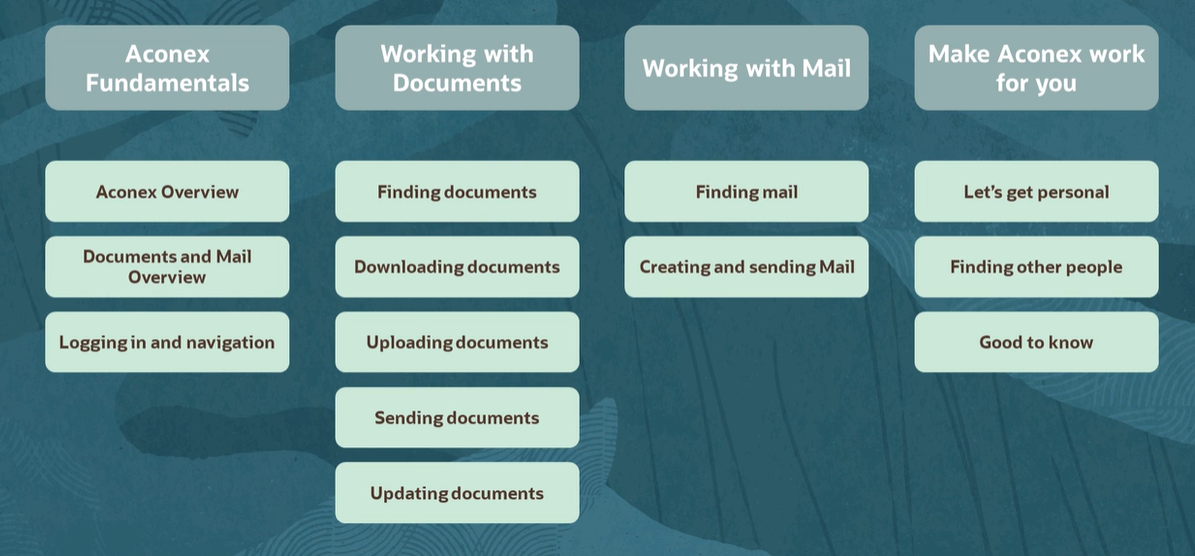 Aconex
Fundamentals
Aconex Overview
Documents and Mail
Overview
Logging in and navigation
Working with
Documents
Finding documents
Downloading documents
Uploading documents
Sending documents
Updating documents
Working with Mail
Finding mail
Creating and sending Mail
Make Aconex work
for you
Let's get personal
Finding other people
Good to know